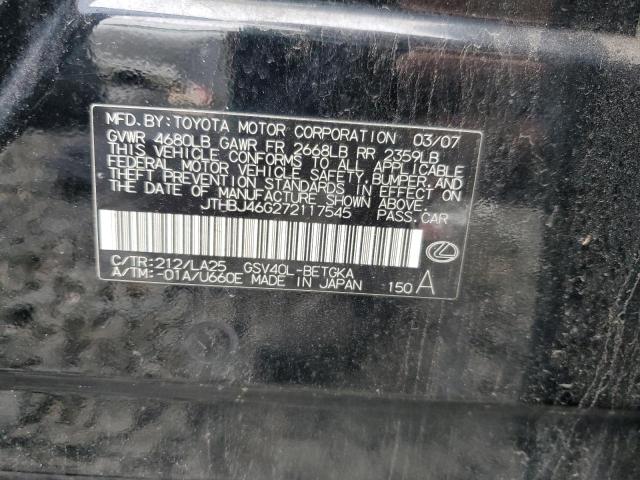 MFD. BY: TOYOTA MOTOR CORPORATION 03/07
GVWR 4680LB GAWR FR 2668LB RR 2359LB
THIS VEHICLE CONFORMS TO ALL APPLICABLE
FEDERAL MOTOR VEHICLE SAFETY, BUMPER, AND
THEFT PREVENTION STANDARDS IN EFFECT ON
THE DATE OF MANUFACTURE SHOWN ABOVE.
JTHBJ46G272117545 PASS.CAR
C/TR:212/LA25 GSV40L-BETGKA
A/TM:-01A/U660E MADE IN JAPAN 150 A